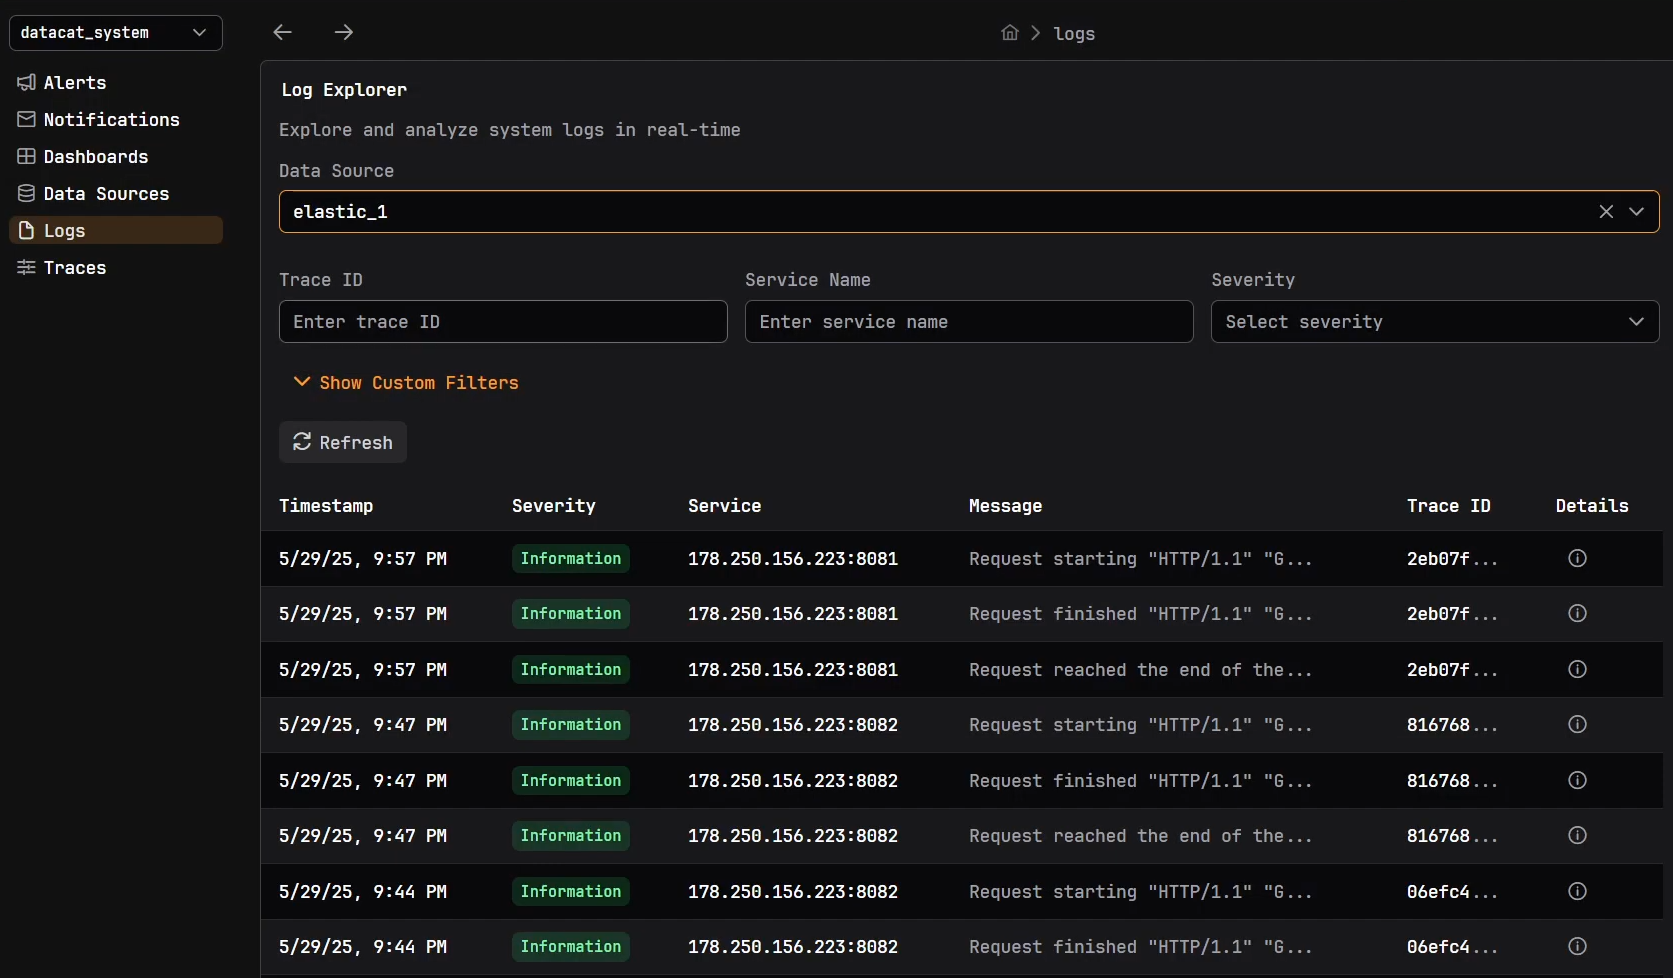 datacat_system
logs
Alerts
Notifications
Dashboards
Data Sources
Logs
Traces
Log Explorer
Explore and analyze system logs in real-time
Data Source
elastic_1
Trace ID Service Name Severity
Enter trace ID Enter service name Select severity
Show Custom Filters
Refresh
Timestamp Severity Service Message Trace ID Details
5/29/25, 9:57 PM Information 178.250.156.223:8081 Request starting "HTTP/1.1" "G... 2eb07f...
5/29/25, 9:57 PM Information 178.250.156.223:8081 Request finished "HTTP/1.1" "G... 2eb07f...
5/29/25, 9:57 PM Information 178.250.156.223:8081 Request reached the end of the... 2eb07f...
5/29/25, 9:47 PM Information 178.250.156.223:8082 Request starting "HTTP/1.1" "G... 816768...
5/29/25, 9:47 PM Information 178.250.156.223:8082 Request finished "HTTP/1.1" "G... 816768...
5/29/25, 9:47 PM Information 178.250.156.223:8082 Request reached the end of the... 816768...
5/29/25, 9:44 PM Information 178.250.156.223:8082 Request starting "HTTP/1.1" "G... 06efc4...
5/29/25, 9:44 PM Information 178.250.156.223:8082 Request finished "HTTP/1.1" "G... 06efc4...